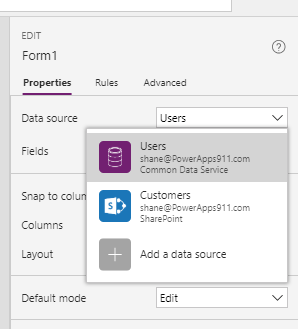 EDIT
Form1
Properties Rules Advanced
Data source Users
Users
shane@PowerApps911.com
Common Data Service
Fields
Customers
shane@PowerApps911.com
SharePoint
Snap to colum
Columns
Add a data source
Layout
Default mode Edit